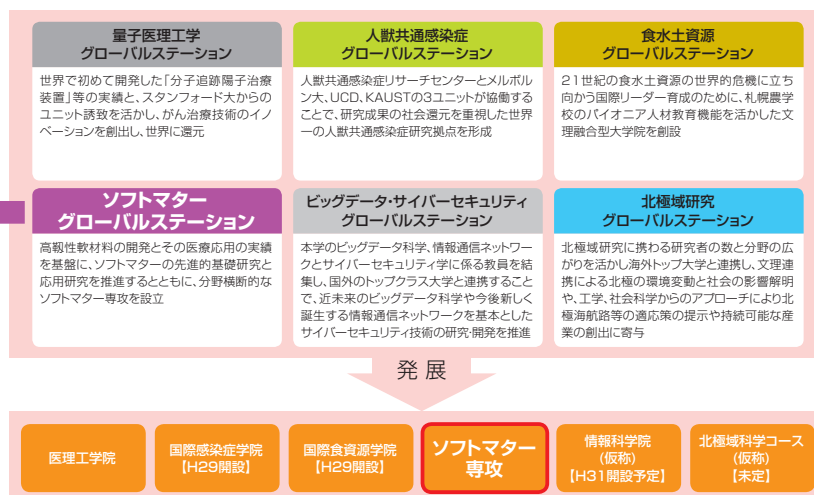 量子医理工学
グローバルステーション
世界で初めて開発した「分子追跡陽子治療
装置」等の実績と、スタンフォード大からの
ユニット誘致を活かし、がん治療技術のイノ
ベーションを創出し、世界に還元
人獣共通感染症
グローバルステーション
人獣共通感染症リサーチセンターとメルボル
ン大、UCD、KAUSTの3ユニットが協働する
ことで、研究成果の社会還元を重視した世界
一の人獣共通感染症研究拠点を形成
食水土資源
グローバルステーション
21世紀の食水土資源の世界的危機に立ち
向かう国際リーダー育成のために、札幌農学
校のパイオニア人材教育機能を活かした文
理融合型大学院を創設
ソフトマター
グローバルステーション
高靱性軟材料の開発とその医療応用の実績
を基盤に、ソフトマターの先進的基礎研究と
応用研究を推進するとともに、分野横断的な
ソフトマター専攻を設立
ビッグデータ・サイバーセキュリティ
グローバルステーション
本学のビッグデータ科学、情報通信ネットワー
クとサイバーセキュリティ学に係る教員を結
集し、国外のトップクラス大学と連携すること
で、近未来のビッグデータ科学や今後新しく
誕生する情報通信ネットワークを基本とした
サイバーセキュリティ技術の研究・開発を推進
北極域研究
グローバルステーション
北極域研究に携わる研究者の数と分野の広
がりを活かし海外トップ大学と連携し、文理連
携による北極の環境変動と社会の影響解明
や、工学、社会科学からのアプローチにより北
極海航路等の適応策の提示や持続可能な産
業の創出に寄与
発展
医理工学院
国際感染症学院
【H29開設】
国際食資源学院
【H29開設】
ソフトマター
専攻
情報科学院
(仮称)
【H31開設予定】
北極域科学コース
(仮称)
【未定】